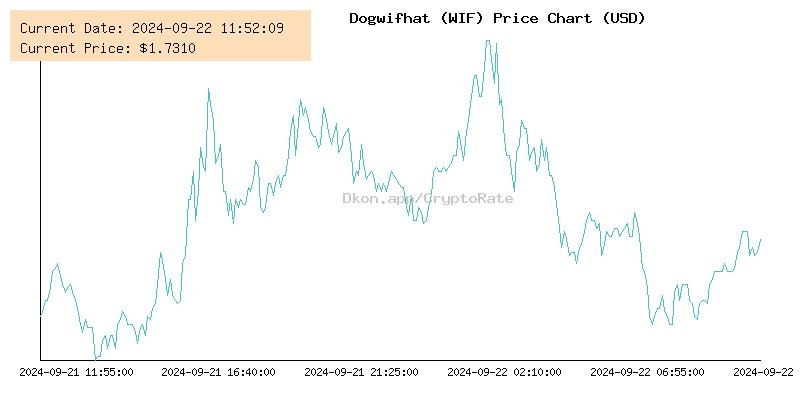 Dogwifhat (WIF) Price Chart (USD)
Current Date: 2024-09-22 11:52:09
Current Price: $1.7310
Dkon.app/CryptoRate
2024-09-21 11:55:00 2024-09-21 16:40:00 2024-09-21 21:25:00 2024-09-22 02:10:00 2024-09-22 06:55:00 2024-09-22